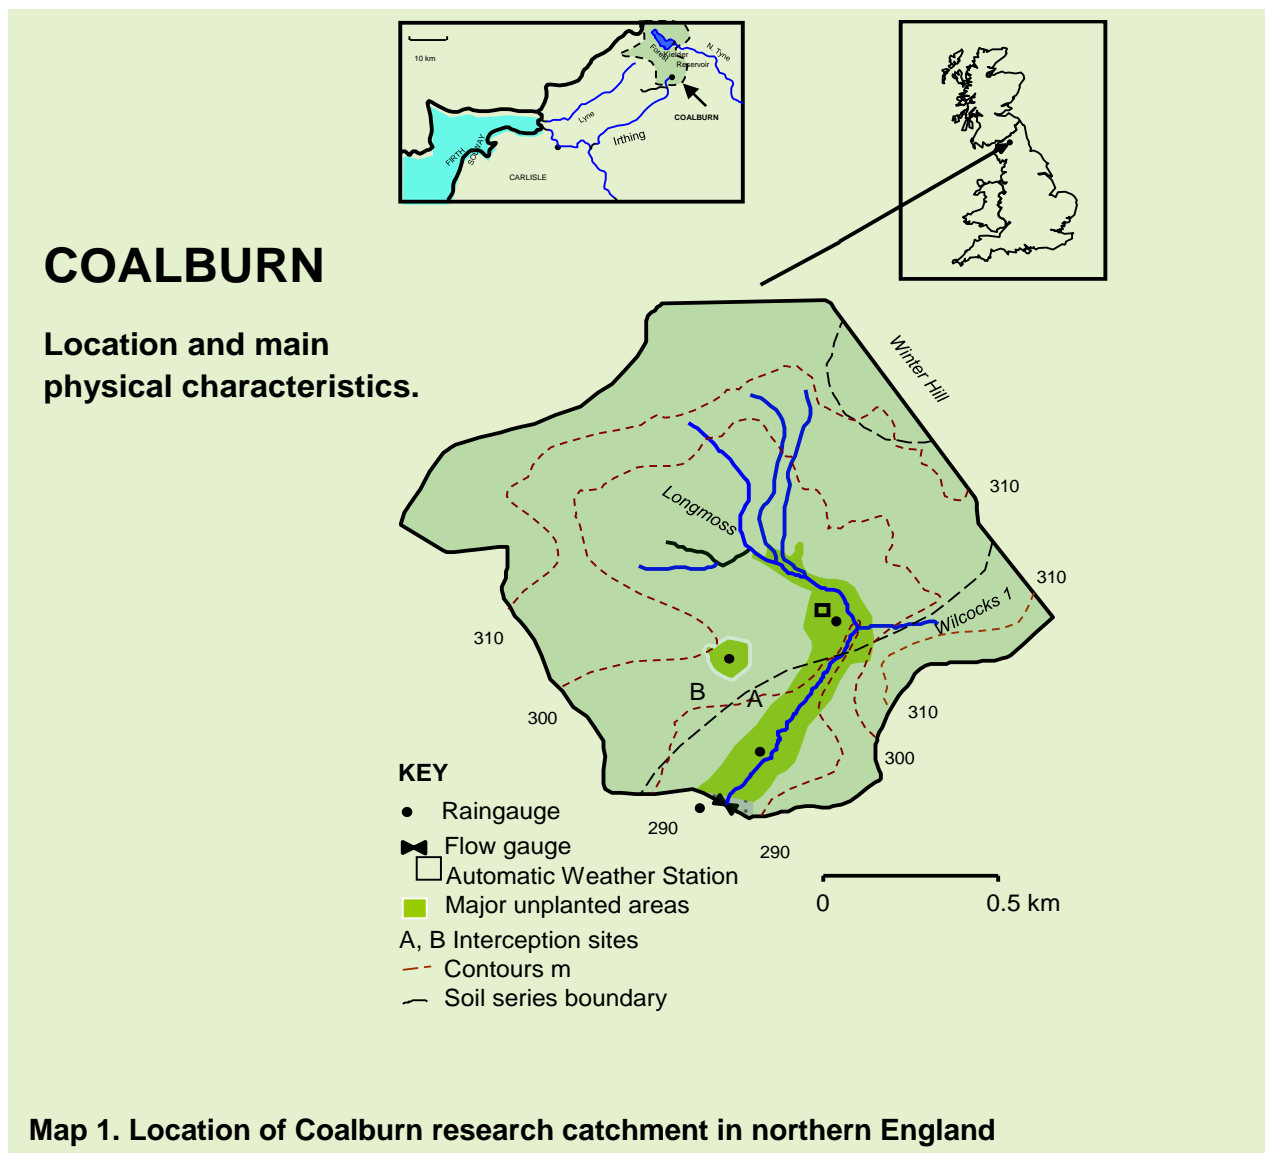 10 km
Forest
Kielder
Reservoir
N. Tyne
COALBURN
Lyne
Irthing
FIRTH
SOLWAY
CARLISLE
COALBURN
Location and main
physical characteristics.
Winter Hill
310
Longmoss
310
Wilcocks 1
310
B
A
300
310
300
290
290
KEY
Raingauge
Flow gauge
Automatic Weather Station
Major unplanted areas
A, B Interception sites
Contours m
Soil series boundary
0
0.5 km
Map 1. Location of Coalburn research catchment in northern England